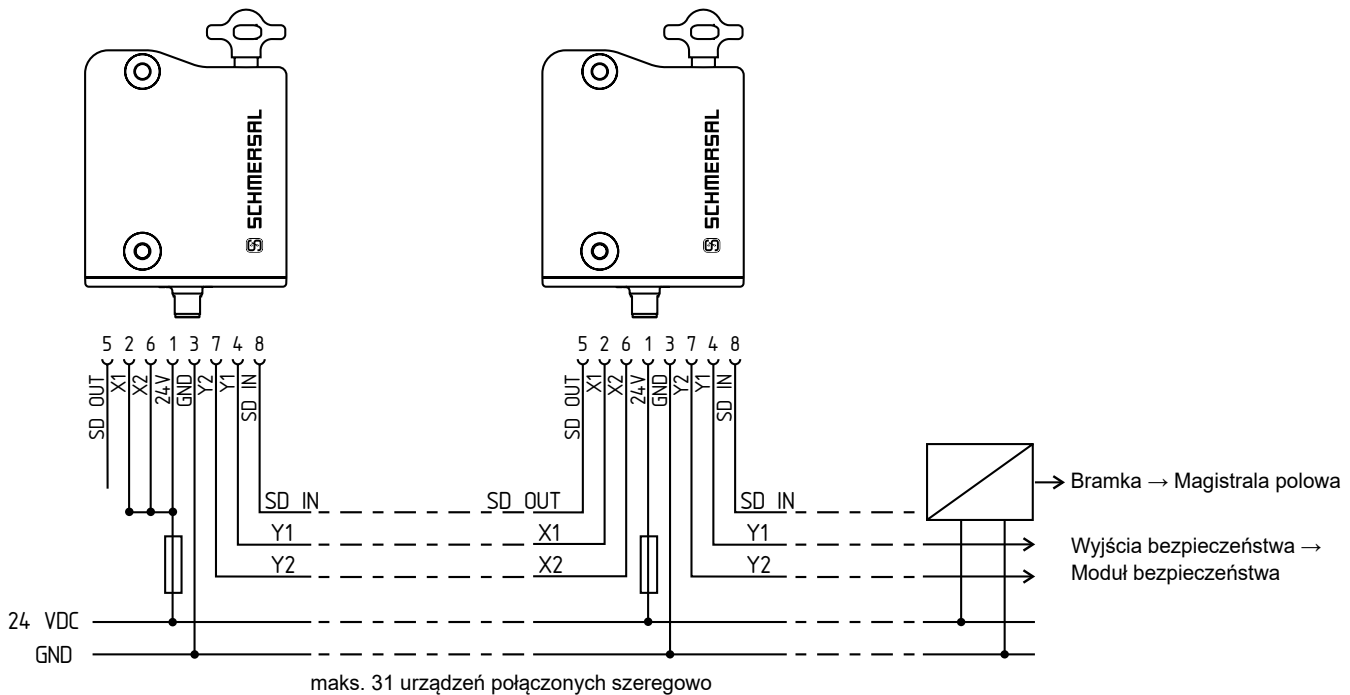 SCHMERSAL
SCHMERSAL
5 2 6 1 3 7 4 8
5 2 6 1 3 7 4 8
SD OUT
X1
X2
24V
GND
Y2
Y1
SD IN
SD OUT
X1
X2
24V
GND
Y2
Y1
SD IN
SD IN
SD OUT
SD IN
Bramka → Magistrala polowa
Y1
X1
Y1
Wyjścia bezpieczeństwa →
Moduł bezpieczeństwa
Y2
X2
Y2
24 VDC
GND
maks. 31 urządzeń połączonych szeregowo